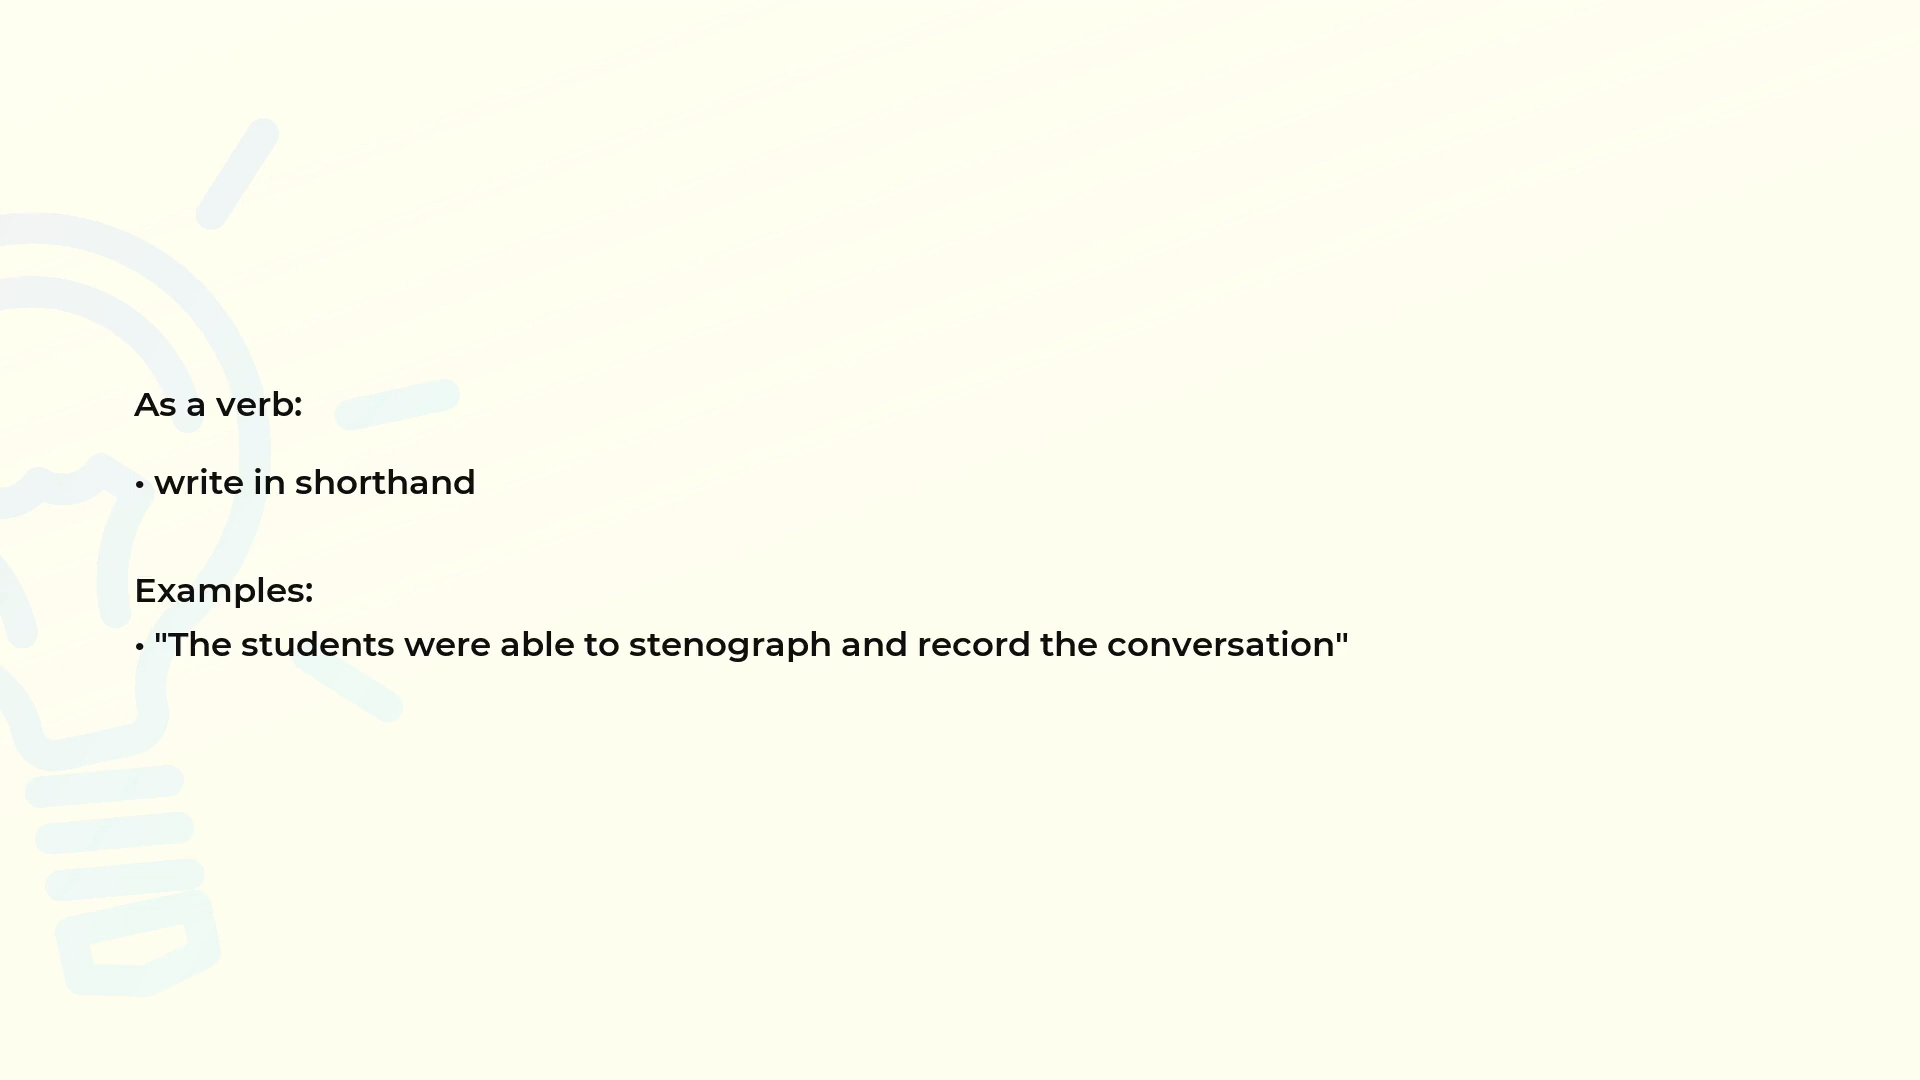 As a verb:
• write in shorthand
Examples:
• "The students were able to stenograph and record the conversation"